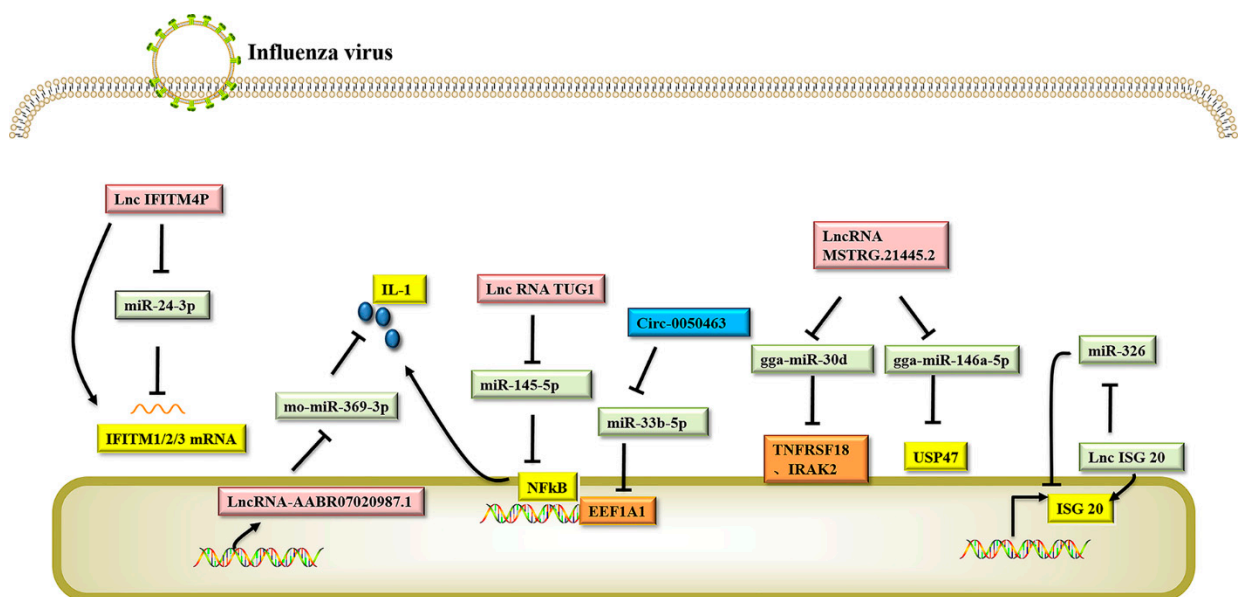 Influenza virus
Lnc IFITM4P
miR-24-3p
IFITM1/2/3 mRNA
IL-1
mo-miR-369-3p
LncRNA-AABR07020987.1
Lnc RNA TUG1
miR-145-5p
NFkB
Circ-0050463
miR-33b-5p
EEF1A1
LncRNA
MSTRG.21445.2
gga-miR-30d
gga-miR-146a-5p
TNFRSF18
、IRAK2
USP47
miR-326
Lnc ISG 20
ISG 20